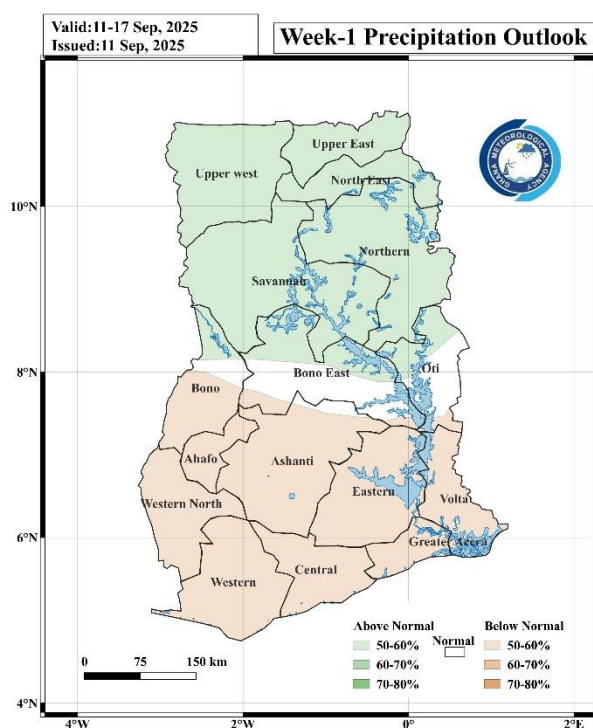 Valid:11-17 Sep, 2025
Issued:11 Sep, 2025
Week-1 Precipitation Outlook
GHANA METEOROLOGICAL AGENCY
Upper East
Upper west
North East
10°N
Northern
Savannah
8°N
Bono East
Oti
Bono
Ahafo
Ashanti
Eastern
Volta
Western North
6°N
Greater Accra
Western
Central
Above Normal
Normal
Below Normal
50-60%
50-60%
60-70%
60-70%
70-80%
70-80%
0 75 150 km
4°N
4°W
2°W
0°
2°E